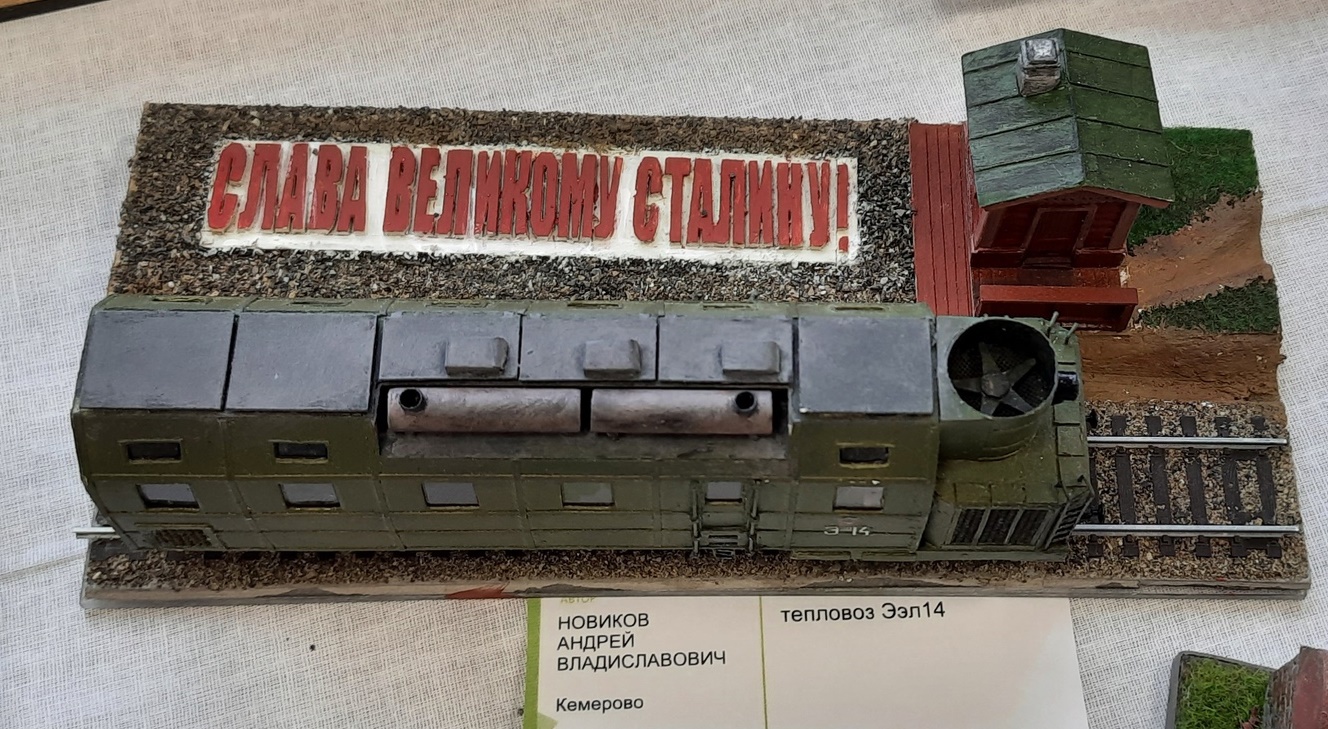 СЛАВА ВЕЛИКОМУ СТАЛИНУ!
Э-14
АВТОР
НОВИКОВ
АНДРЕЙ
ВЛАДИСЛАВОВИЧ
Кемерово
тепловоз Ээл14